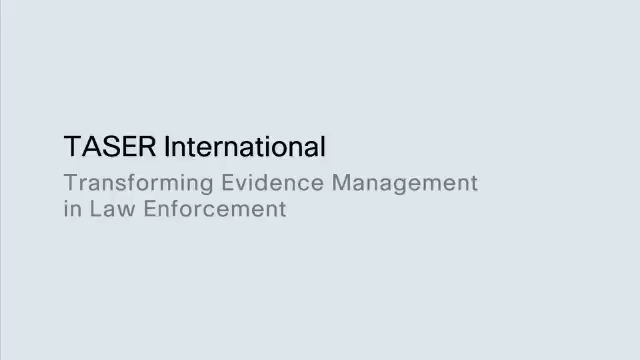 TASER International
Transforming Evidence Management
in Law Enforcement